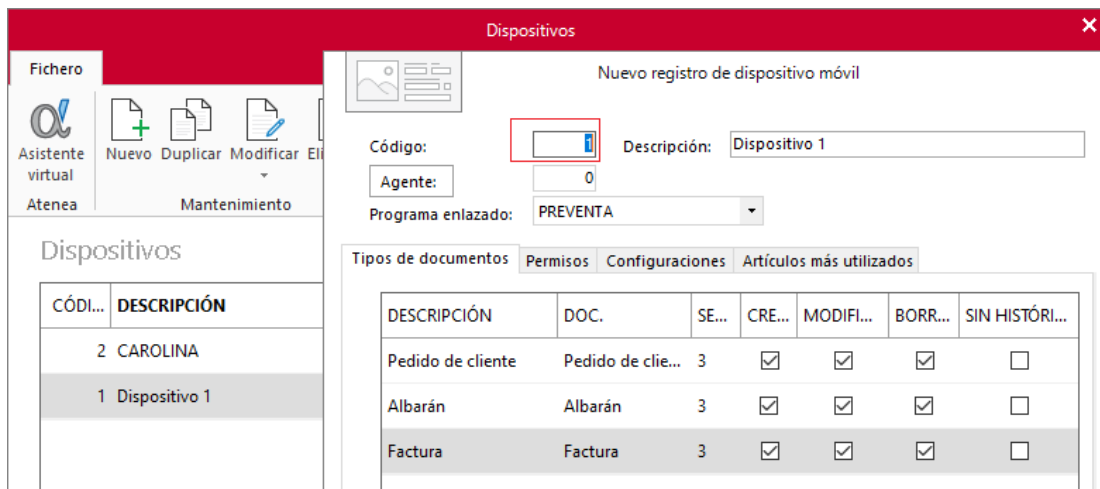 Dispositivos
Fichero
Asistente virtual
Nuevo
Duplicar
Modificar
Eli
Atenea
Mantenimiento
Dispositivos
CÓDI... DESCRIPCIÓN
2 CAROLINA
1 Dispositivo 1
Nuevo registro de dispositivo móvil
Código: 1 Descripción: Dispositivo 1
Agente: 0
Programa enlazado: PREVENTA
Tipos de documentos Permisos Configuraciones Artículos más utilizados
DESCRIPCIÓN DOC. SE... CRE... MODIFI... BORR... SIN HISTÓRI...
Pedido de cliente Pedido de clie... 3
Albarán Albarán 3
Factura Factura 3